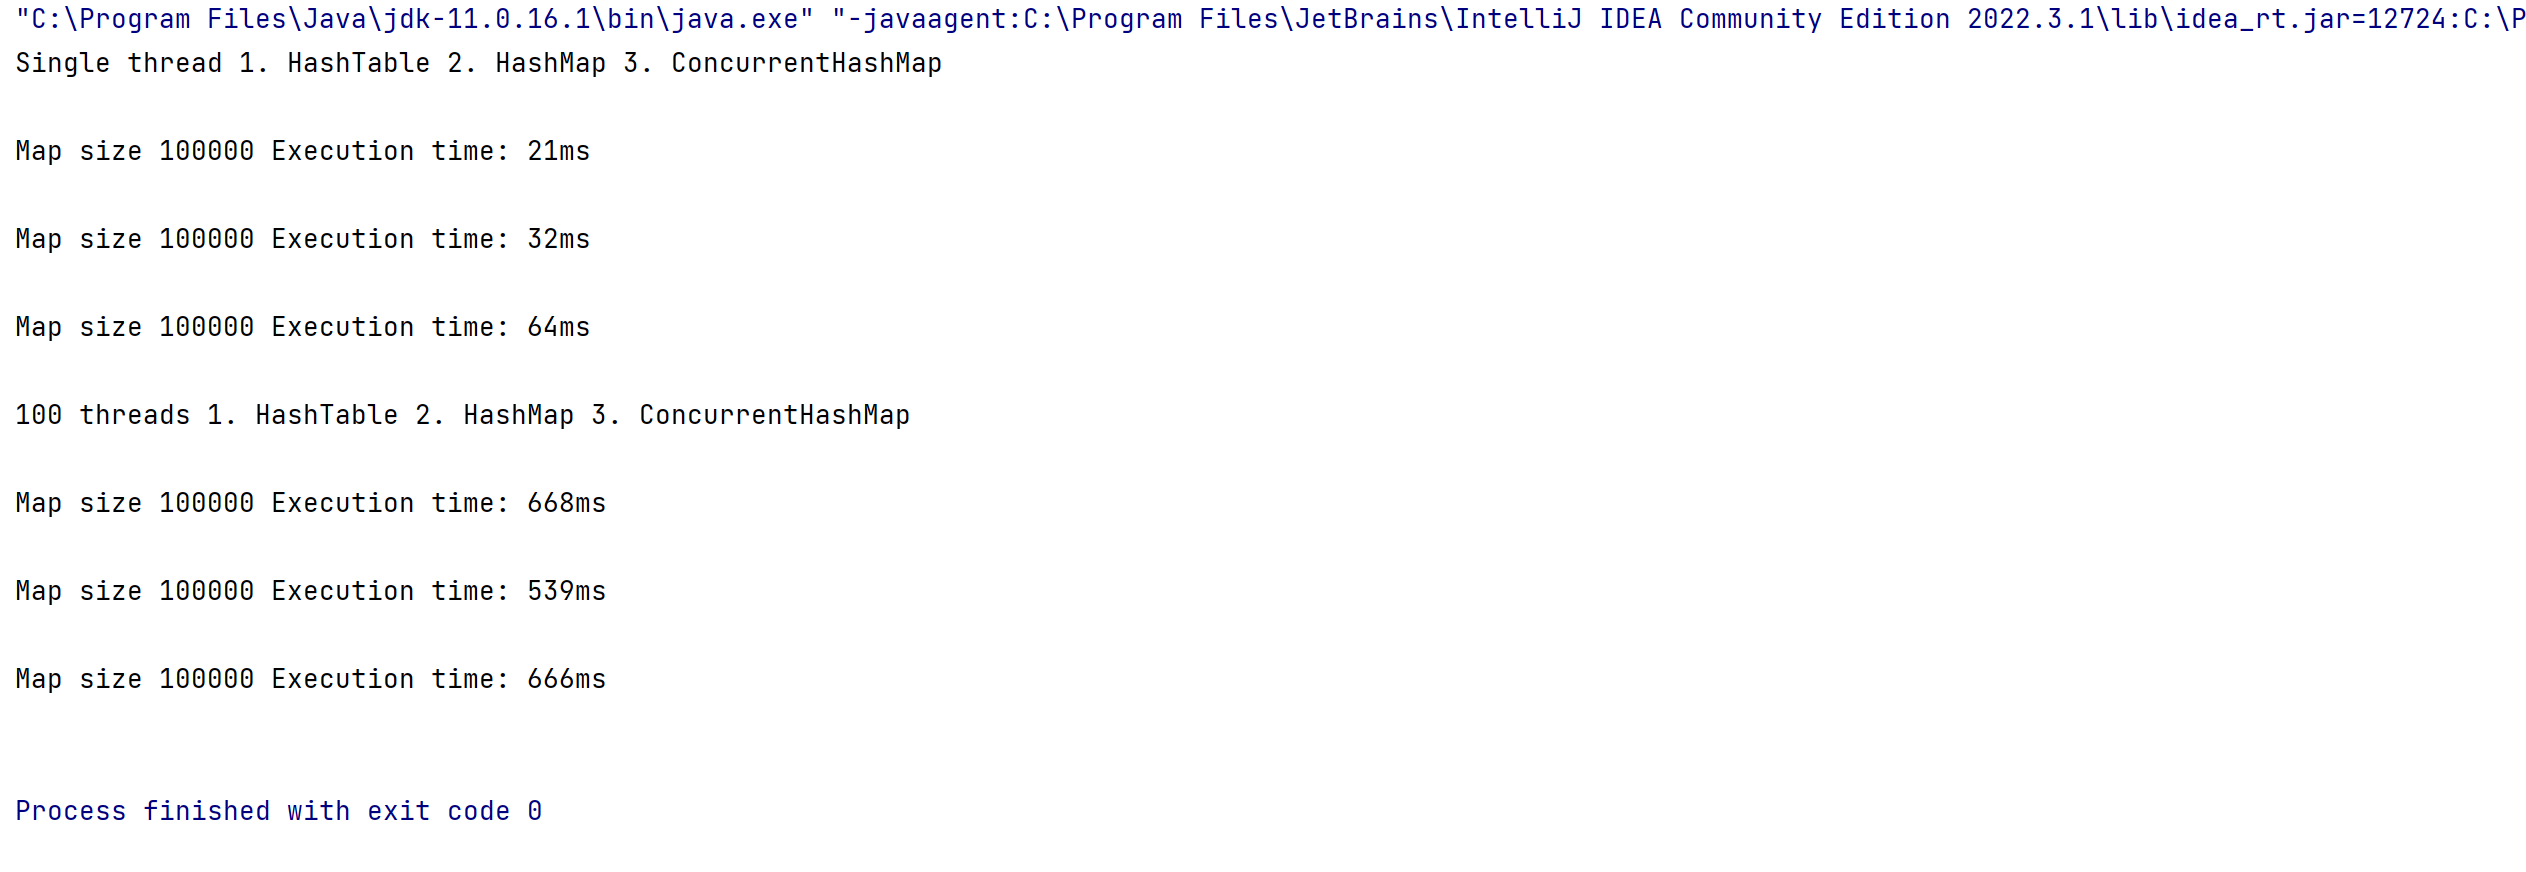 "C:\Program Files\Java\jdk-11.0.16.1\bin\java.exe" "-javaagent:C:\Program Files\JetBrains\IntelliJ IDEA Community Edition 2022.3.1\lib\idea_rt.jar=12724:C:\P
Single thread 1. HashTable 2. HashMap 3. ConcurrentHashMap
Map size 100000 Execution time: 21ms
Map size 100000 Execution time: 32ms
Map size 100000 Execution time: 64ms
100 threads 1. HashTable 2. HashMap 3. ConcurrentHashMap
Map size 100000 Execution time: 668ms
Map size 100000 Execution time: 539ms
Map size 100000 Execution time: 666ms
Process finished with exit code 0